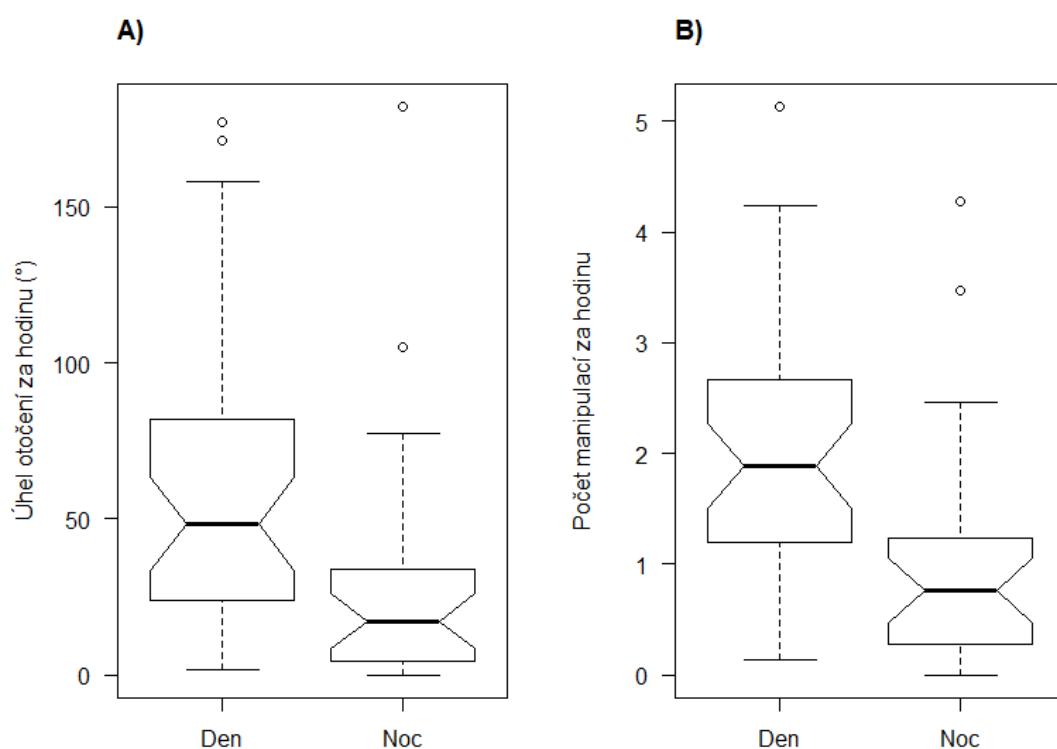 A)
Úhel otočení za hodinu (°)
150
100
50
0
Den Noc
B)
Počet manipulací za hodinu
5
4
3
2
1
0
Den Noc